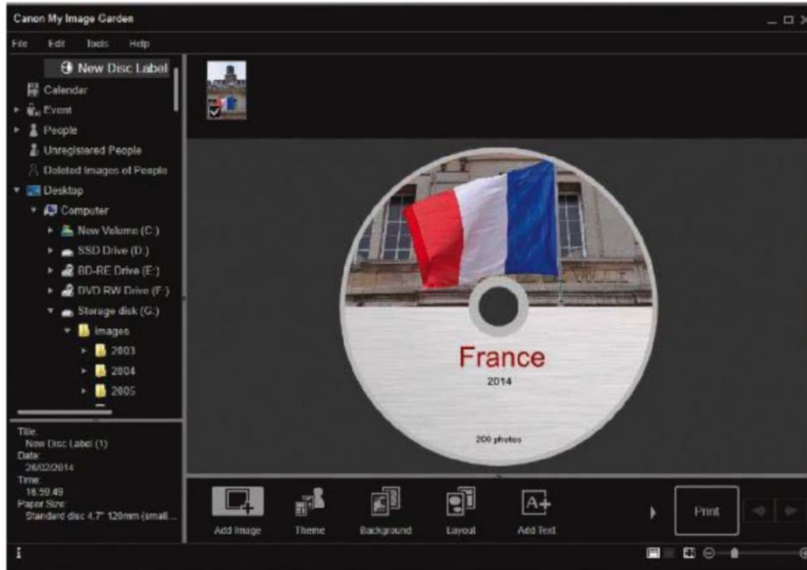 Canon My Image Garden
File Edit Tools Help
New Disc Label
Calendar
Event
People
Unregistered People
Deleted Images of People
Desktop
Computer
New Volume (C:)
SSD Drive (D:)
BD-RE Drive (E:)
DVD RW Drive (F:)
Storage disk (G:)
Images
2003
2004
2005
France
2014
200 photos
Title:
New Disc Label (1)
Date:
26/02/2014
Time:
16:59:49
Paper Size:
Standard disc 4.7" 120mm (small...
Add Image Theme Background Layout Add Text Print